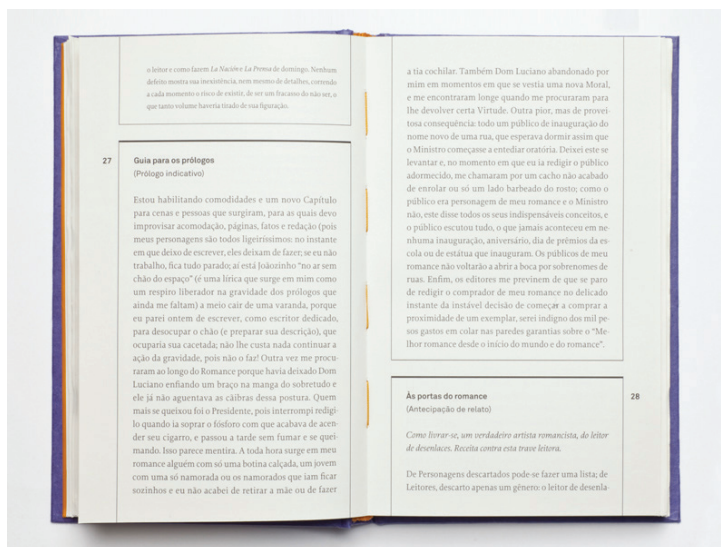 o leitor e como fazem La Nación e La Prensa de domingo. Nenhum
defeito mostra sua inexistência, nem mesmo de detalhes, correndo
a cada momento o risco de existir, de ser um fracasso do não ser, o
que tanto volume haveria tirado de sua figuração.
27
Guia para os prólogos
(Prólogo indicativo)
Estou habilitando comodidades e um novo Capítulo
para cenas e pessoas que surgiram, para as quais devo
improvisar acomodação, páginas, fatos e redação (pois
meus personagens são todos ligeiríssimos: no instante
em que deixo de escrever, eles deixam de fazer; se eu não
trabalho, fica tudo parado; aí está Joãozinho “no ar sem
chão do espaço” (é uma lírica que surge em mim como
um respiro liberador na gravidade dos prólogos que
ainda me faltam) a meio cair de uma varanda, porque
eu parei ontem de escrever, como escritor dedicado,
para desocupar o chão (e preparar sua descrição), que
ocuparia sua cacetada; não lhe custa nada continuar a
ação da gravidade, pois não a faz! Outra vez me procu-
raram ao longo do Romance porque havia deixado Dom
Luciano enfiando um braço na manga do sobretudo e
ele já não aguentava as cãibras dessa postura. Quem
mais se queixou foi o Presidente, pois interrompi redigi-
lo quando ia soprar o fósforo com que acabava de acen-
der seu cigarro, e passou a tarde sem fumar e se quei-
mando. Isso parece mentira. A toda hora surge em meu
romance alguém com só uma botina calçada, um jovem
com uma só namorada ou os namorados que iam ficar
sozinhos e eu não acabei de retirar a mãe ou de fazer
a tia cochilar. Também Dom Luciano abandonado por
mim em momentos em que se vestia uma nova Moral,
e me encontraram longe quando me procuraram para
lhe devolver certa Virtude. Outra pior, mas de provei-
tosa consequência: todo um público de inauguração do
nome novo de uma rua, que esperava dormir assim que
o Ministro começasse a entediar oratória. Deixei este se
levantar e, no momento em que eu ia redigir o público
adormecido, me chamaram por um cacho não acabado
de enrolar ou só um lado barbeado do rosto; como o
público era personagem de meu romance e o Ministro
não, este disse todos os seus indispensáveis conceitos, e
o público escutou tudo, o que jamais aconteceu em ne-
nhuma inauguração, aniversário, dia de prêmios da es-
cola ou de estátua que inauguram. Os públicos de meu
romance não voltarão a abrir a boca por sobrenomes de
ruas. Enfim, os editores me previnem de que se paro
de redigir o comprador de meu romance no delicado
instante da instável decisão de começar a comprar a
proximidade de um exemplar, serei indigno dos mil pe-
sos gastos em colar nas paredes garantias sobre o “Me-
lhor romance desde o início do mundo e do romance”.
Às portas do romance
28
(Antecipação de relato)
Como livrar-se, um verdadeiro artista romancista, do leitor
de desenlaces. Receita contra esta trave leitora.
De Personagens descartados pode-se fazer uma lista; de
Leitores, descarto apenas um gênero: o leitor de desenla-